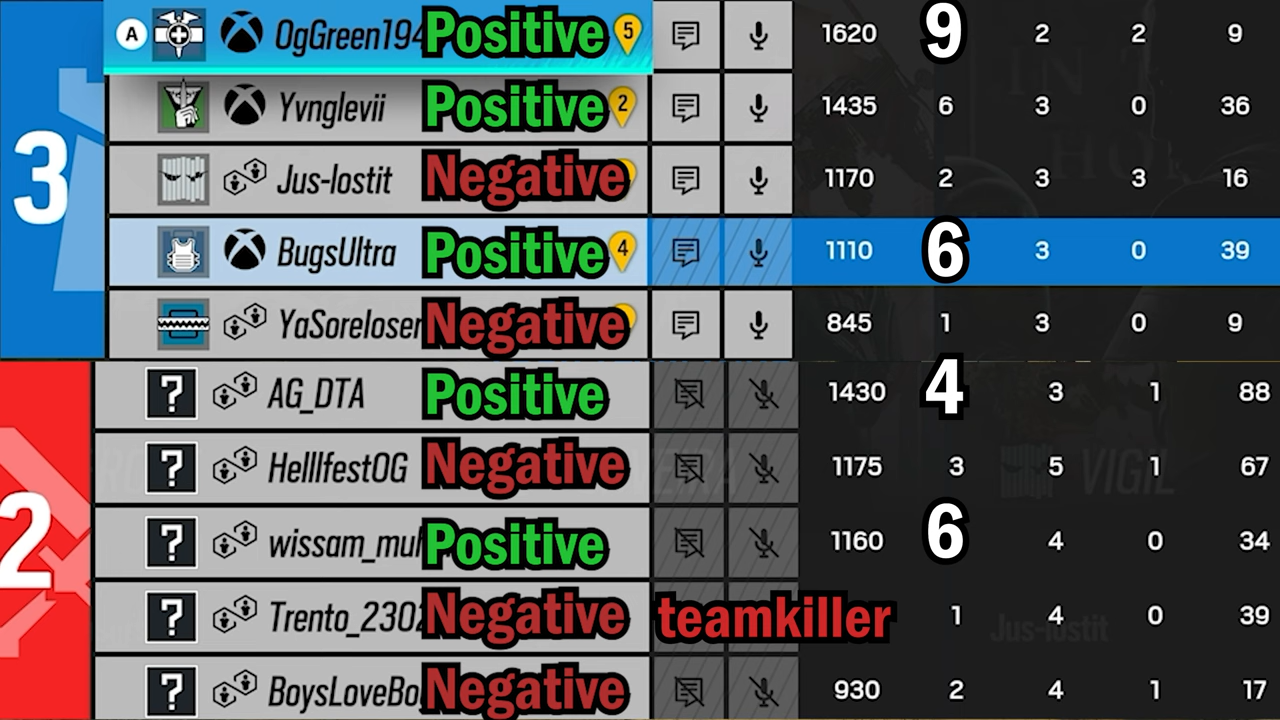 3
A OgGreen194 Positive 5 1620 9 2 2 9
Yvnglevii Positive 2 1435 6 3 0 36
Jus-lostit Negative 1170 2 3 3 16
BugsUltra Positive 4 1110 6 3 0 39
YaSoreloser Negative 845 1 3 0 9
2
? AG_DTA Positive 1430 4 3 1 88
? HelllfestOG Negative 1175 3 5 1 67
VIGIL
? wissam_mul Positive 1160 6 4 0 34
? Trento_2302 Negative teamkiller 1 4 0 39
Jus-lostit
? BoysLoveBo Negative 930 2 4 1 17